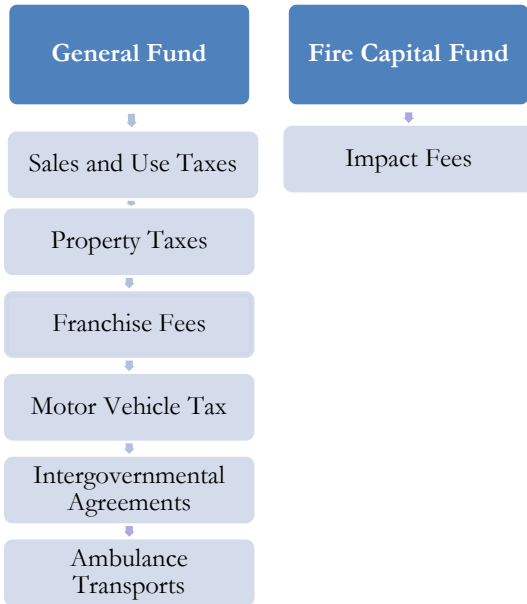 General Fund
Sales and Use Taxes
Property Taxes
Franchise Fees
Motor Vehicle Tax
Intergovernmental
Agreements
Ambulance
Transports
Fire Capital Fund
Impact Fees